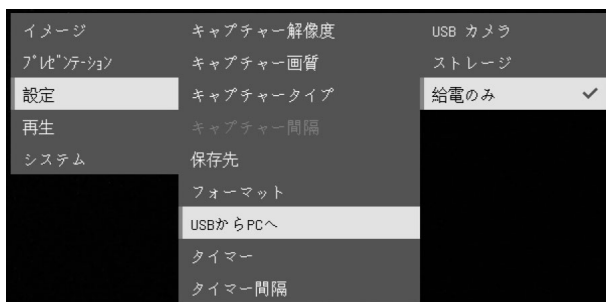 イメージ
ﾌﾟﾚｾﾞﾝﾃｰｼｮﾝ
設定
再生
システム
キャプチャー解像度
キャプチャー画質
キャプチャータイプ
キャプチャー間隔
保存先
フォーマット
USBからPCへ
タイマー
タイマー間隔
USB カメラ
ストレージ
給電のみ